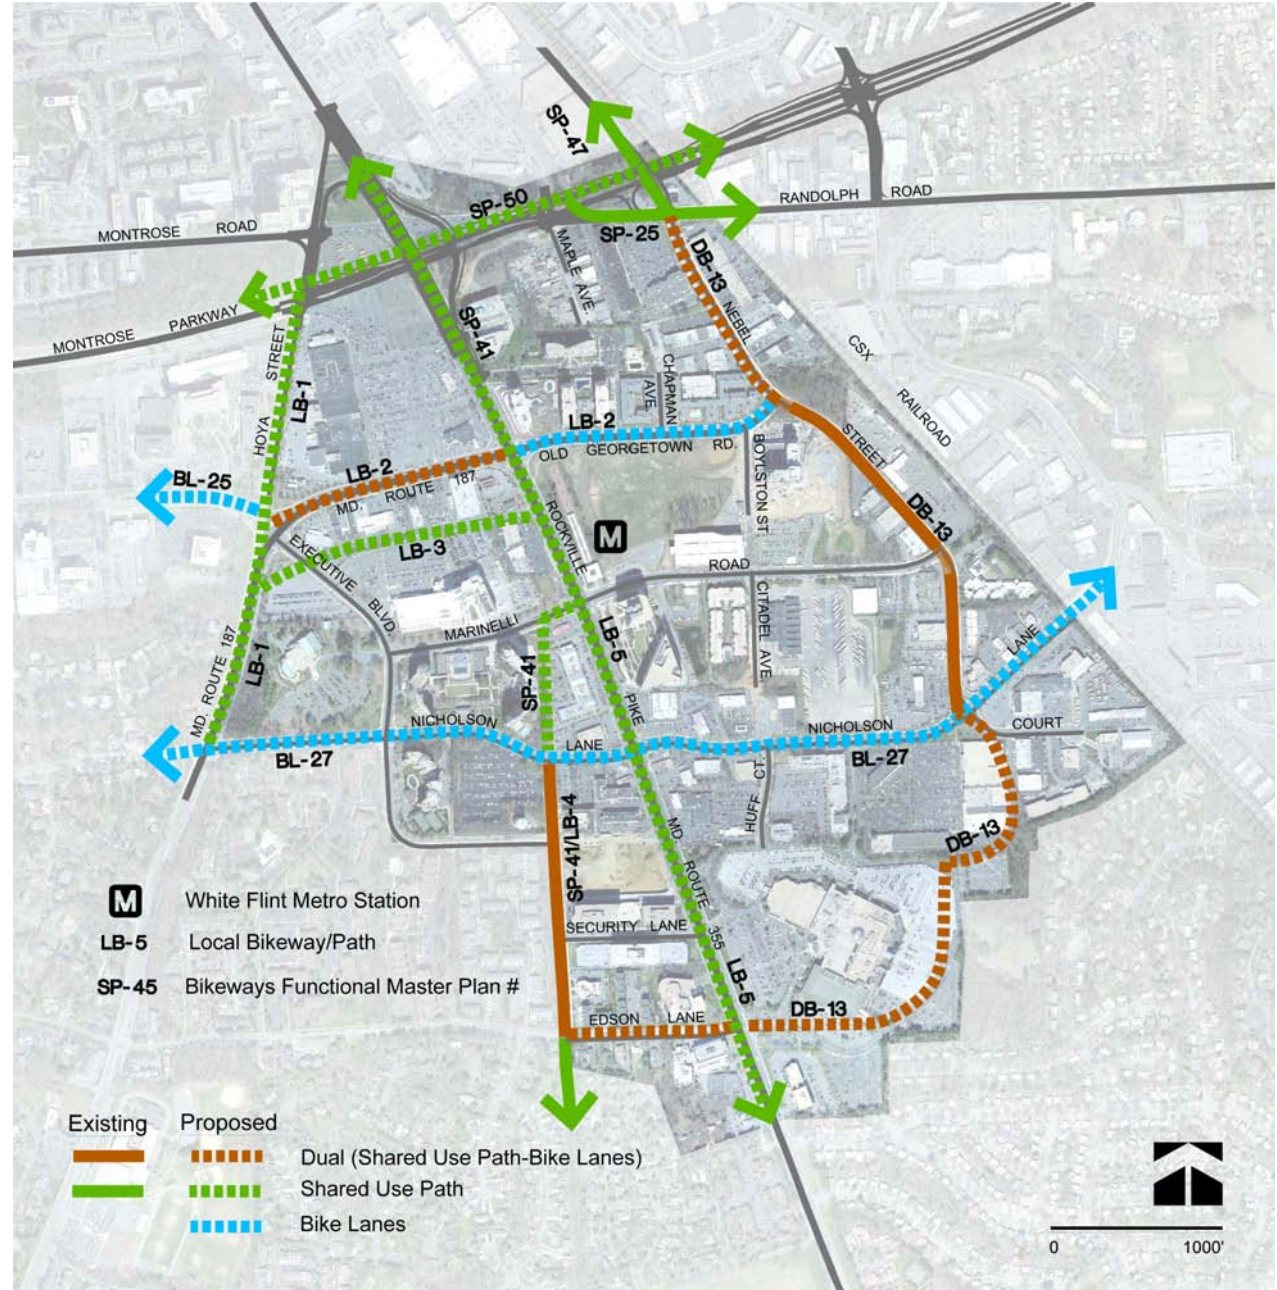 SP-47
SP-50
RANDOLPH ROAD
MONTROSE ROAD
SP-25
MAPLE AVE.
DB-13
NEBEL
MONTROSE PARKWAY
SP-41
HOYA STREET
LB-1
CSX RAILROAD
CHAPMAN
AVE.
LB-2
OLD GEORGETOWN RD.
STREET
BOYLSTON ST.
LB-2
MD. ROUTE 187
BL-25
DB-13
ROCKVILLE
M
LB-3
EXECUTIVE BLVD.
ROAD
CITADEL AVE.
MARINELLI
LB-5
LANE
MD. ROUTE 187
LB-1
SP-41
PIKE
NICHOLSON
LANE
NICHOLSON
COURT
BL-27
BL-27
HUFF CT
SP-41/LB-4
MD. ROUTE 355
DB-13
M White Flint Metro Station
LB-5 Local Bikeway/Path
SECURITY LANE
SP-45 Bikeways Functional Master Plan #
LB-5
EDSON LANE
DB-13
Existing Proposed
Dual (Shared Use Path-Bike Lanes)
Shared Use Path
Bike Lanes
0 1000'